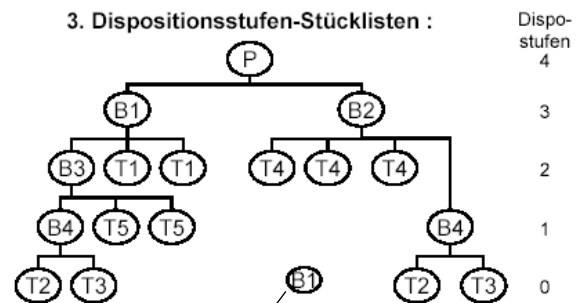 3. Dispositionsstufen-Stücklisten :
Dispo-
stufen
P 4
B1 B2 3
B3 T1 T1 T4 T4 T4 2
B4 T5 T5 B4 1
T2 T3 B1 T2 T3 0